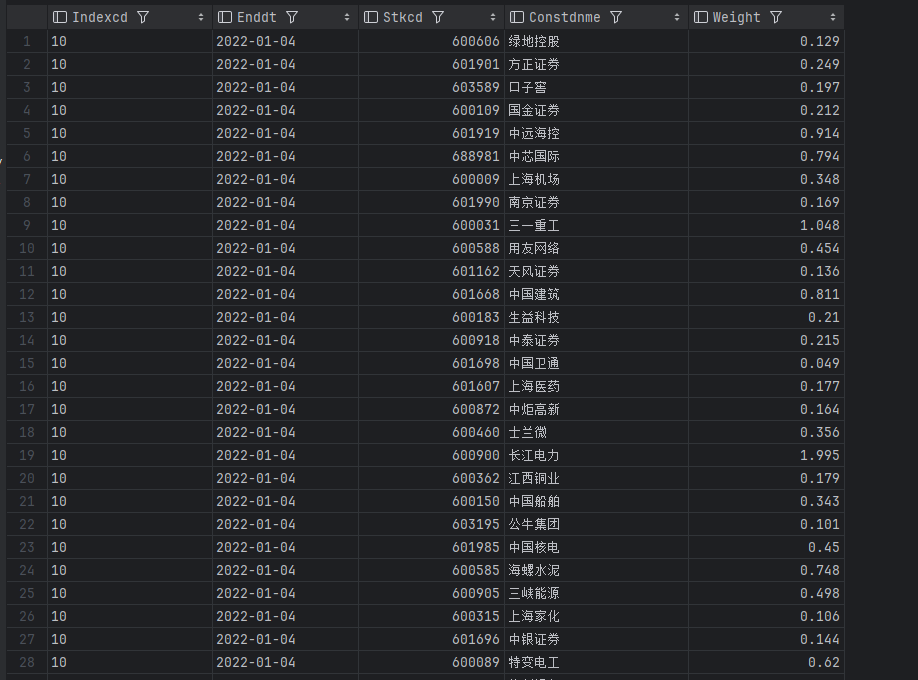 Indexcd Enddt Stkcd Constdnme Weight
1 10 2022-01-04 600606 绿地控股 0.129
2 10 2022-01-04 601901 方正证券 0.249
3 10 2022-01-04 603589 口子窖 0.197
4 10 2022-01-04 600109 国金证券 0.212
5 10 2022-01-04 601919 中远海控 0.914
6 10 2022-01-04 688981 中芯国际 0.794
7 10 2022-01-04 600009 上海机场 0.348
8 10 2022-01-04 601990 南京证券 0.169
9 10 2022-01-04 600031 三一重工 1.048
10 10 2022-01-04 600588 用友网络 0.454
11 10 2022-01-04 601162 天风证券 0.136
12 10 2022-01-04 601668 中国建筑 0.811
13 10 2022-01-04 600183 生益科技 0.21
14 10 2022-01-04 600918 中泰证券 0.215
15 10 2022-01-04 601698 中国卫通 0.049
16 10 2022-01-04 601607 上海医药 0.177
17 10 2022-01-04 600872 中炬高新 0.164
18 10 2022-01-04 600460 士兰微 0.356
19 10 2022-01-04 600900 长江电力 1.995
20 10 2022-01-04 600362 江西铜业 0.179
21 10 2022-01-04 600150 中国船舶 0.343
22 10 2022-01-04 603195 公牛集团 0.101
23 10 2022-01-04 601985 中国核电 0.45
24 10 2022-01-04 600585 海螺水泥 0.748
25 10 2022-01-04 600905 三峡能源 0.498
26 10 2022-01-04 600315 上海家化 0.106
27 10 2022-01-04 601696 中银证券 0.144
28 10 2022-01-04 600089 特变电工 0.62